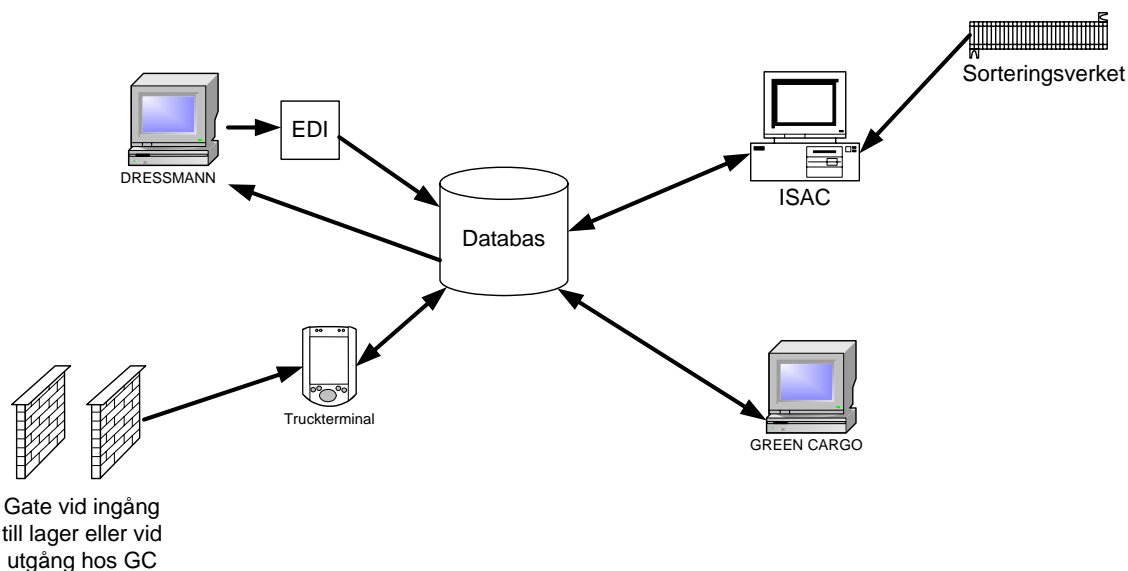 Sorteringsverket
EDI
DRESSMANN
ISAC
Databas
Truckterminal
GREEN CARGO
Gate vid ingång
till lager eller vid
utgång hos GC